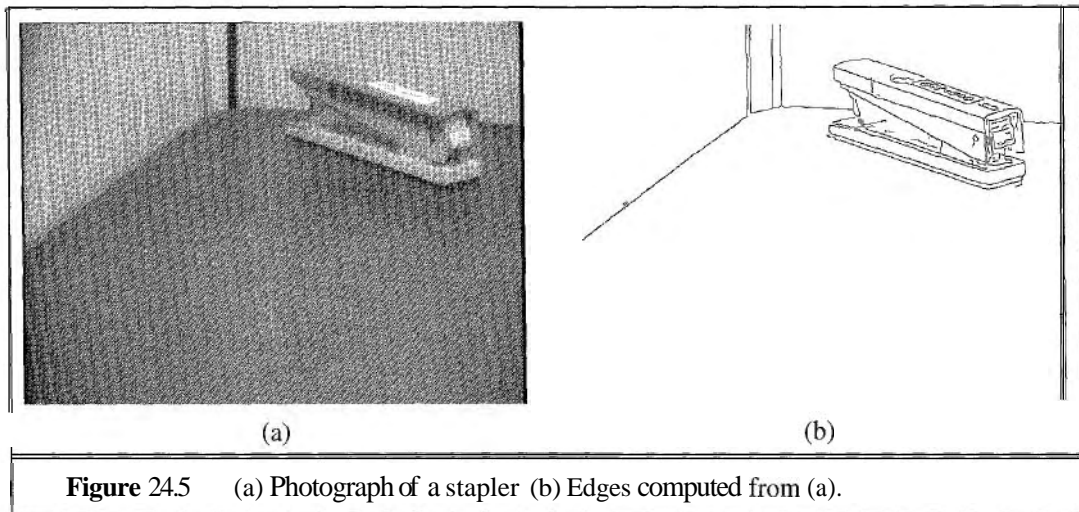 (a) (b)
Figure 24.5 (a) Photograph of a stapler (b) Edges computed from (a).